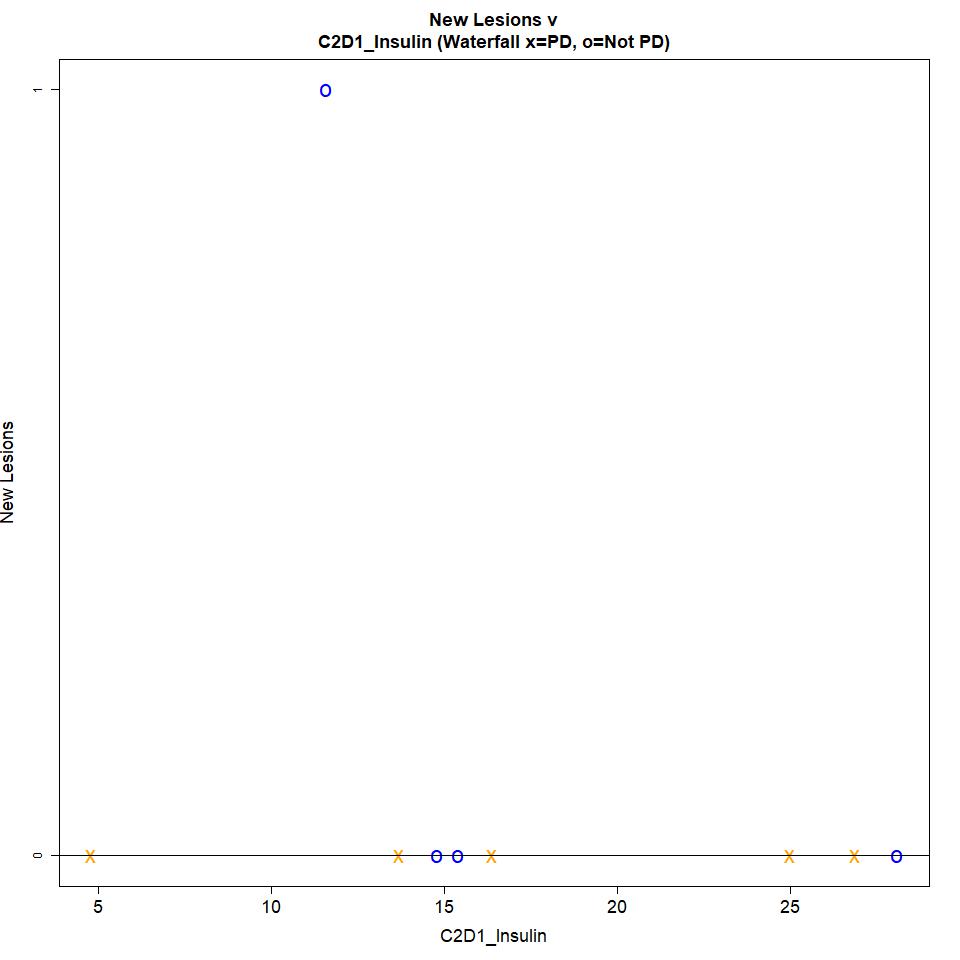 New Lesions v
C2D1_Insulin (Waterfall x=PD, o=Not PD)
1
New Lesions
0
o
x
x
o
o
x
x
x
o
5
10
15
20
25
C2D1_Insulin